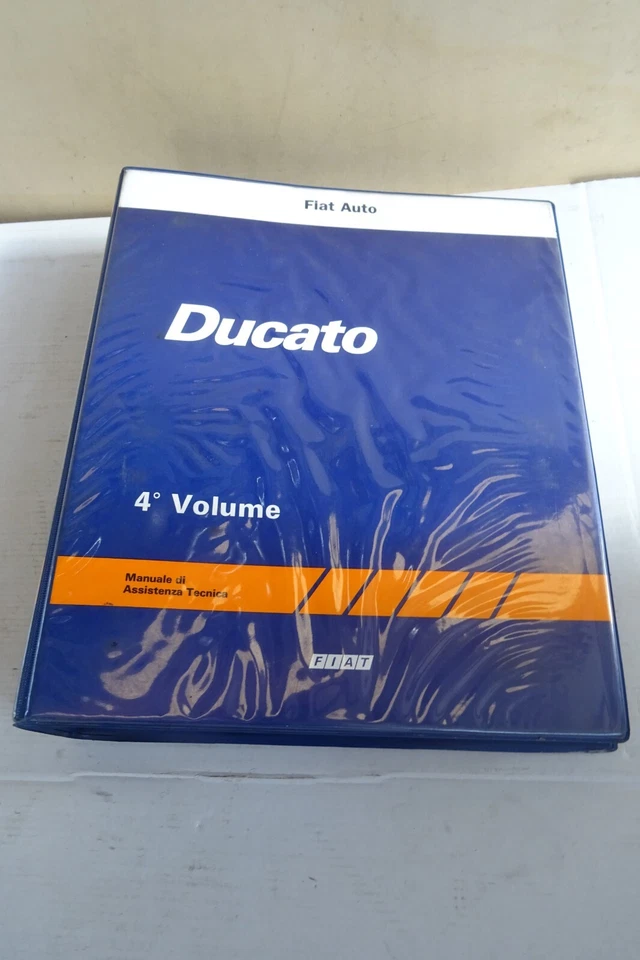 Fiat Auto
Ducato
4° Volume
Manuale di
Assistenza Tecnica
FIAT